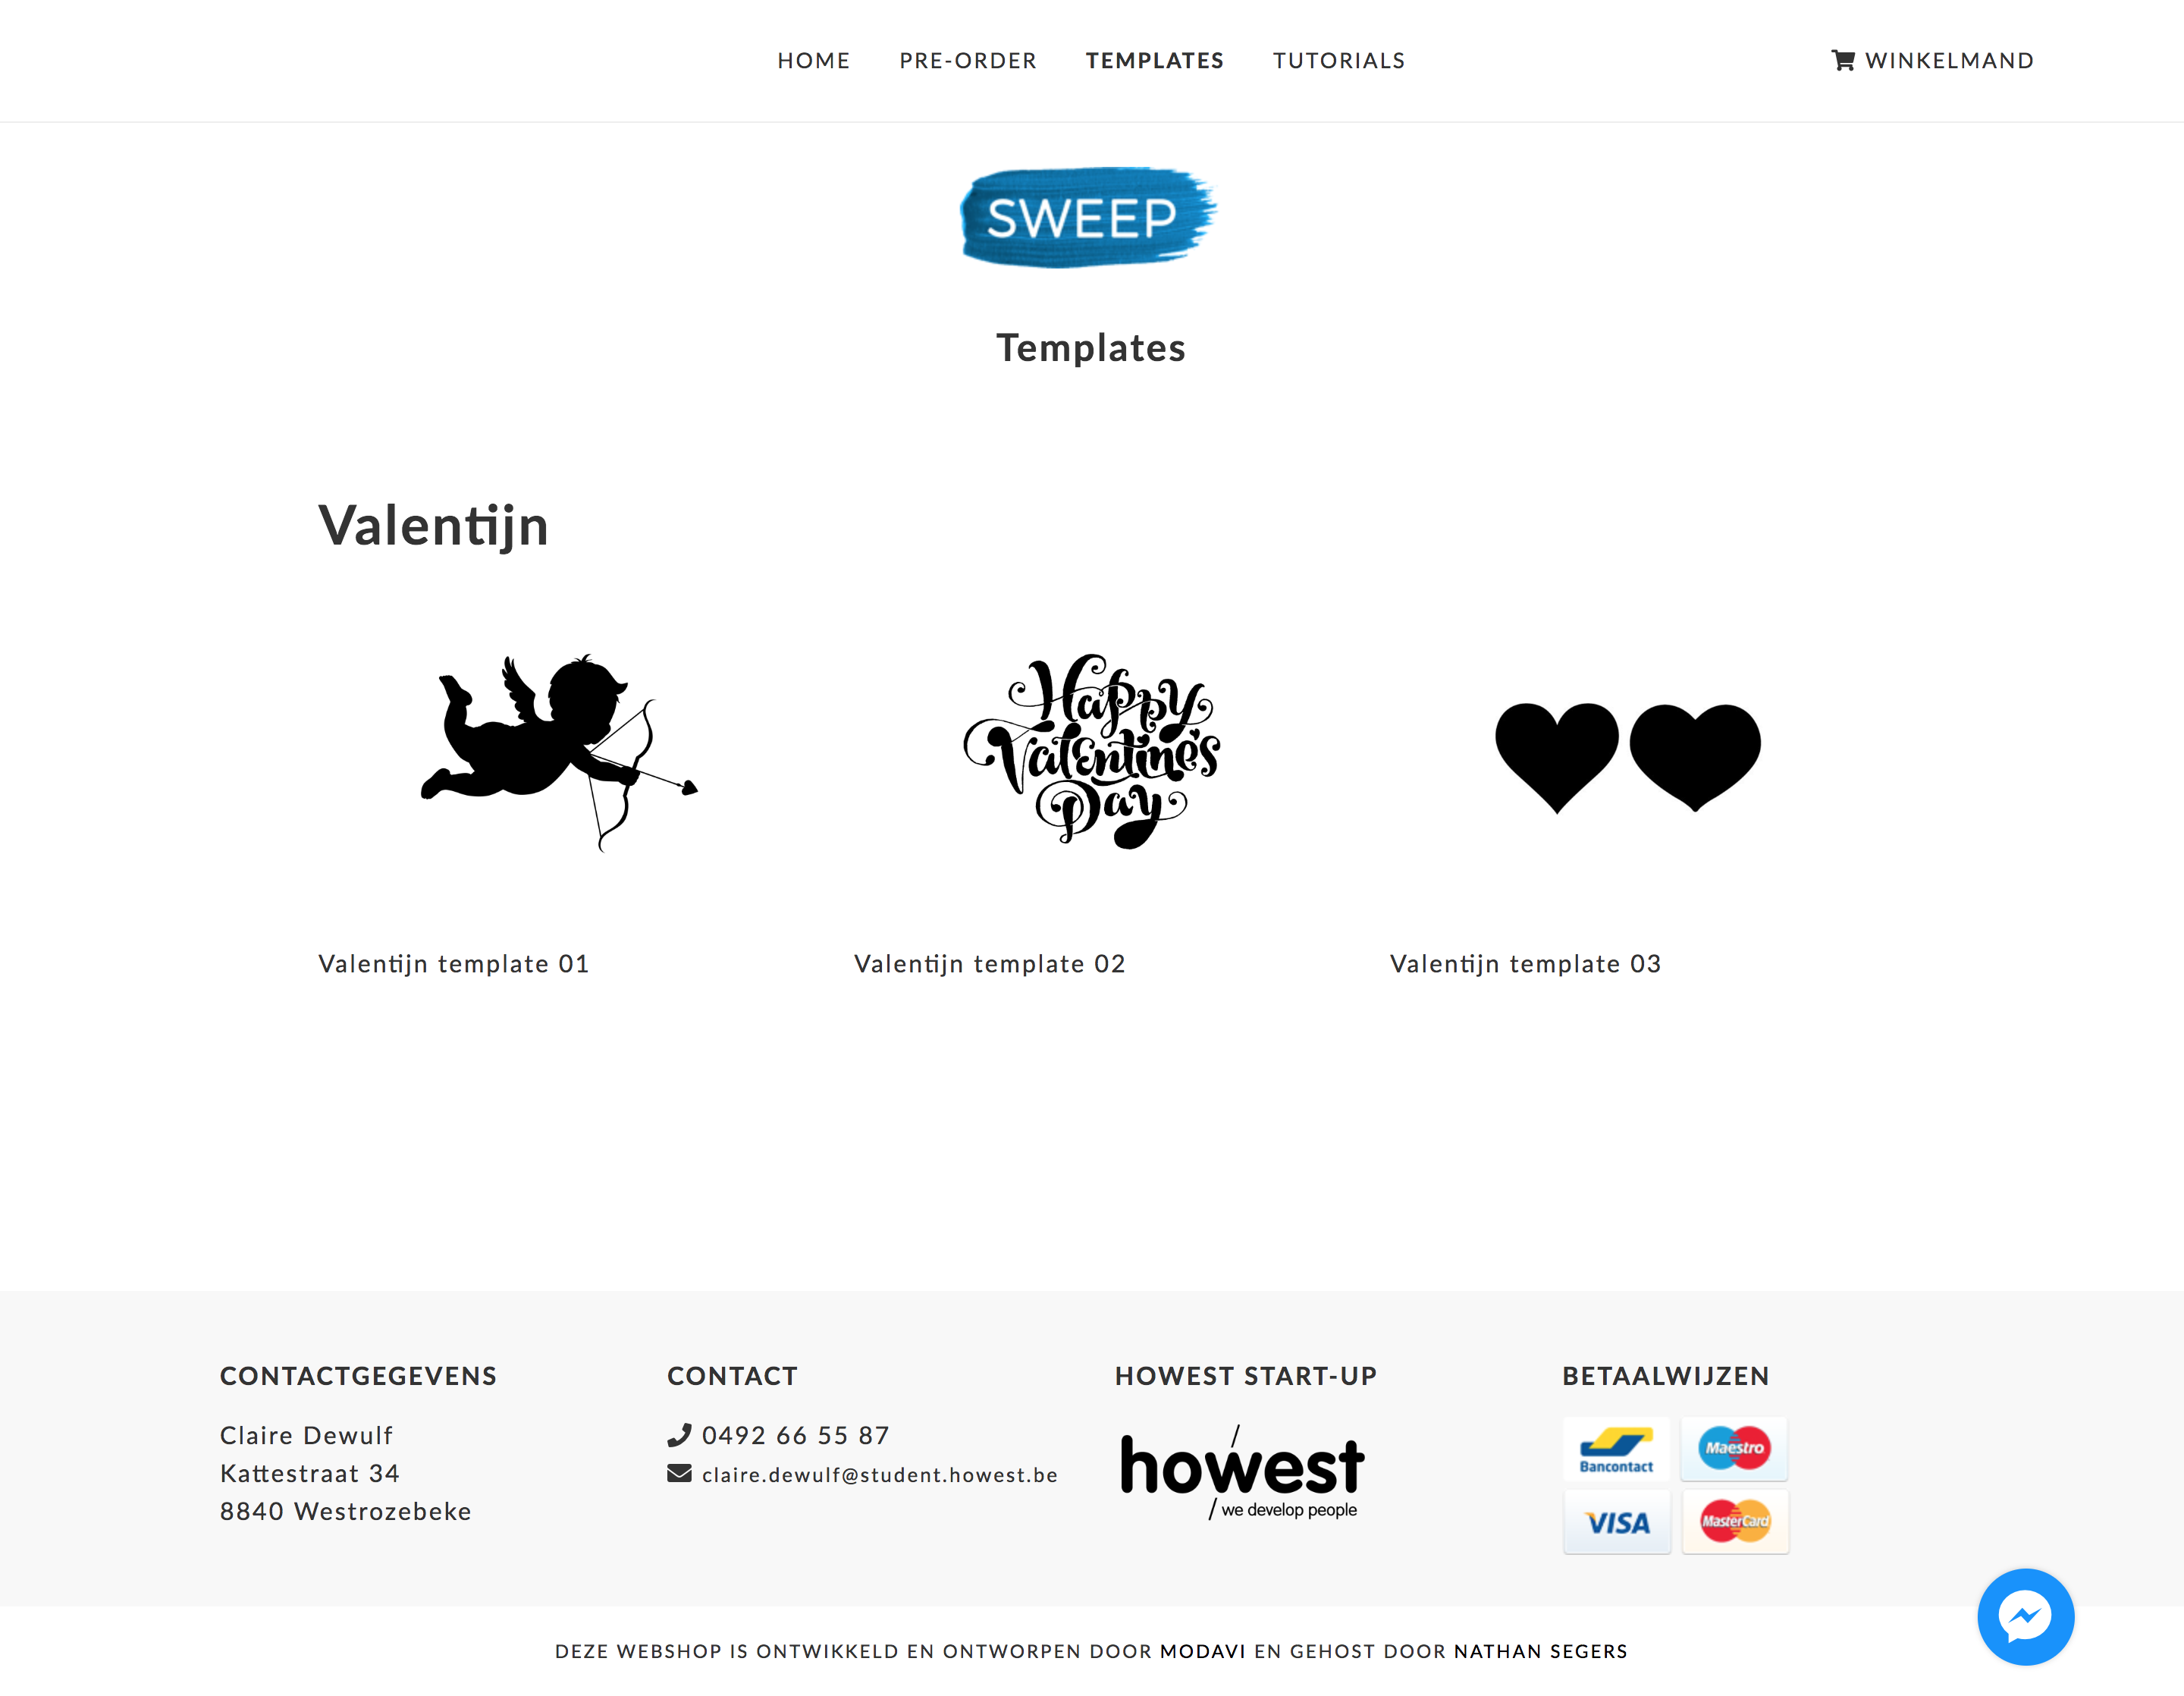 HOME PRE-ORDER TEMPLATES TUTORIALS WINKELMAND
SWEEP
Templates
Valentijn
Happy
Valentine's
Day
Valentijn template 01
Valentijn template 02
Valentijn template 03
CONTACTGEGEVENS
Claire Dewulf
Kattestraat 34
8840 Westrozebeke
CONTACT
0492 66 55 87
claire.dewulf@student.howest.be
HOWEST START-UP
howest
we develop people
BETAALWIJZEN
Bancontact
Maestro
VISA
MasterCard
DEZE WEBSHOP IS ONTWIKKELD EN ONTWORPEN DOOR MODAVI EN GEHOST DOOR NATHAN SEGERS